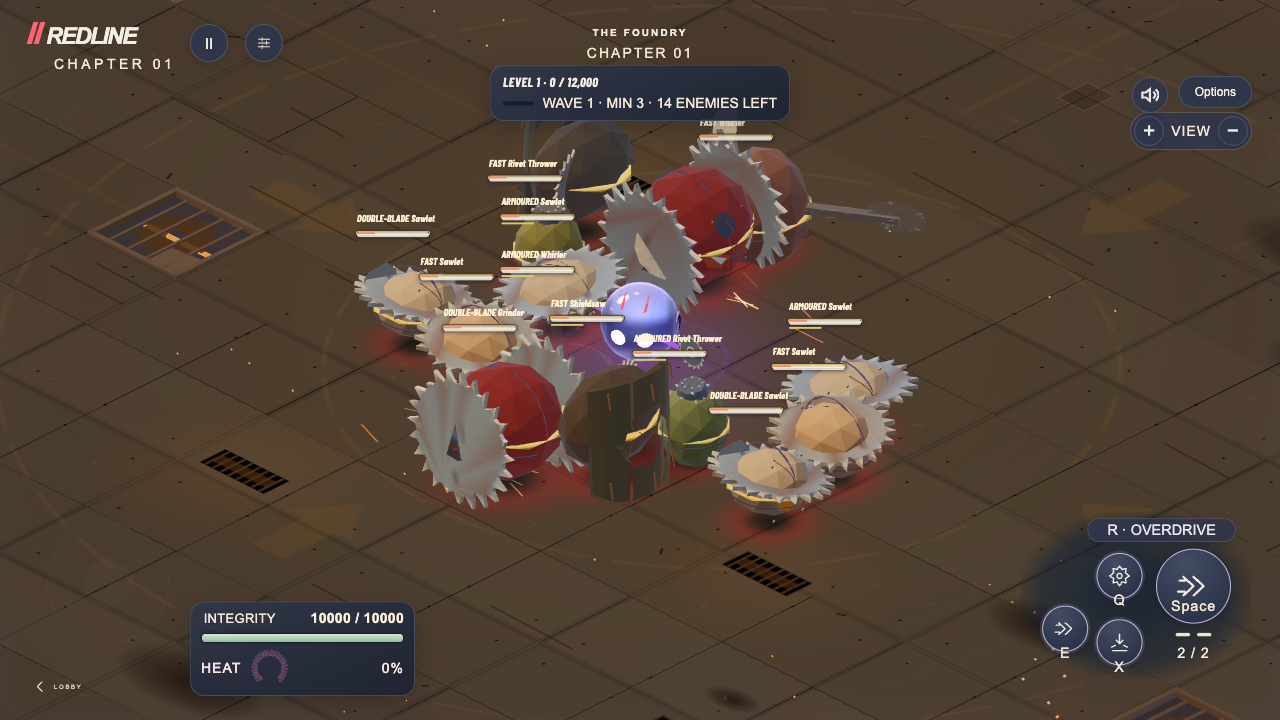 REDLINE
CHAPTER 01
THE FOUNDRY
CHAPTER 01
LEVEL 1 · 0 / 12,000
WAVE 1 · MIN 3 · 14 ENEMIES LEFT
Options
+ VIEW −
FAST Whirler
FAST Rivet Thrower
ARMOURED Sawlet
DOUBLE-BLADE Sawlet
ARMOURED Whirler
FAST Sawlet
FAST Shieldsaw
DOUBLE-BLADE Grinder
ARMOURED Sawlet
ARMOURED Rivet Thrower
FAST Sawlet
DOUBLE-BLADE Sawlet
R · OVERDRIVE
Q
Space
E
X
2 / 2
INTEGRITY 10000 / 10000
HEAT 0%
LOBBY